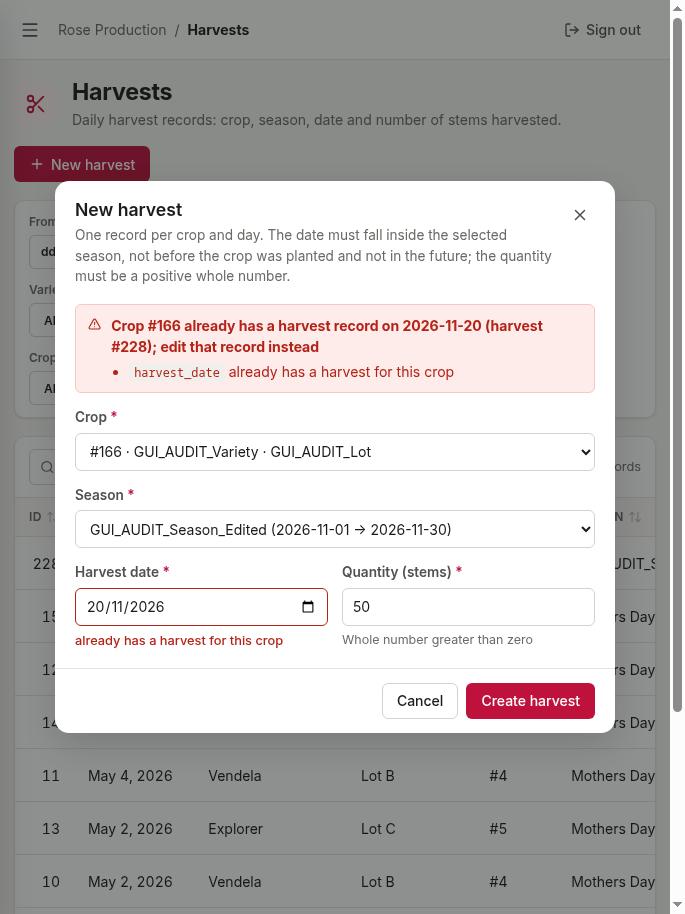 Rose Production / Harvests
Sign out
Harvests
Daily harvest records: crop, season, date and number of stems harvested.
+ New harvest
From
dd
Crop
New harvest
One record per crop and day. The date must fall inside the selected
season, not before the crop was planted and not in the future; the quantity
must be a positive whole number.
Crop #166 already has a harvest record on 2026-11-20 (harvest
#228); edit that record instead
• harvest_date already has a harvest for this crop
Crop *
#166 · GUI_AUDIT_Variety · GUI_AUDIT_Lot
Season *
GUI_AUDIT_Season_Edited (2026-11-01 → 2026-11-30)
Harvest date *
Quantity (stems) *
20/11/2026
50
already has a harvest for this crop
Whole number greater than zero
Cancel
Create harvest
ID
228
11 May 4, 2026 Vendela Lot B #4 Mothers Day
13 May 2, 2026 Explorer Lot C #5 Mothers Day
10 May 2, 2026 Vendela Lot B #4 Mothers Day